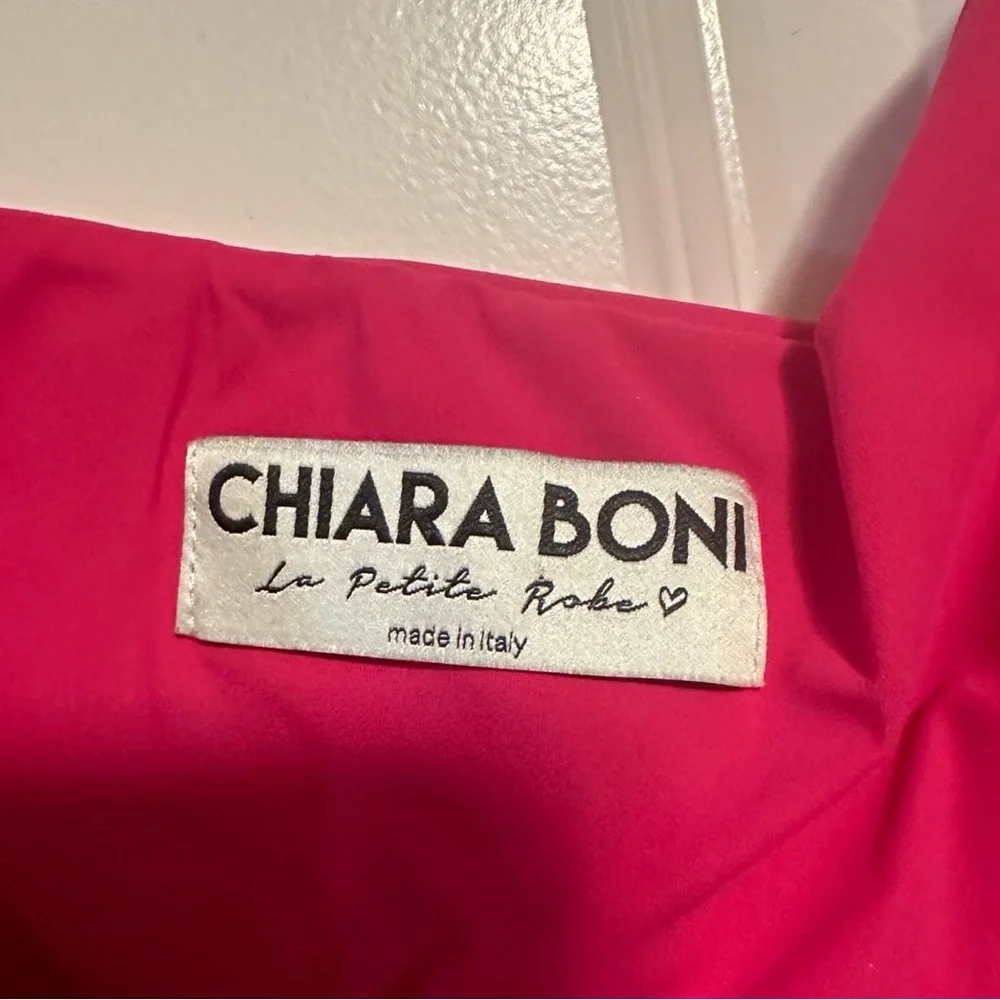 CHIARA BONI
La Petite Robe ♡
made in italy